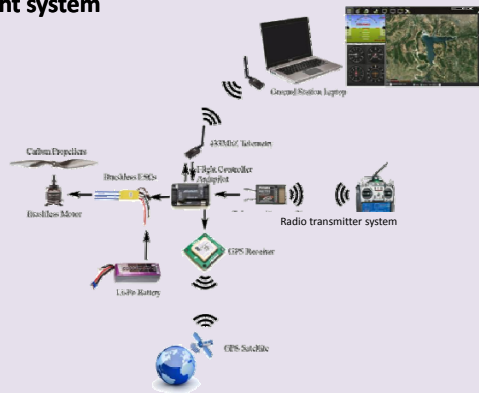 nt system
Ground Station Laptop
433Mhz Telemetry
Carbon Propellers
Flight Controller
Autopilot
Brushless ESCs
Brushless Motor
Radio transmitter system
GPS Receiver
Li-Po Battery
GPS Satellite